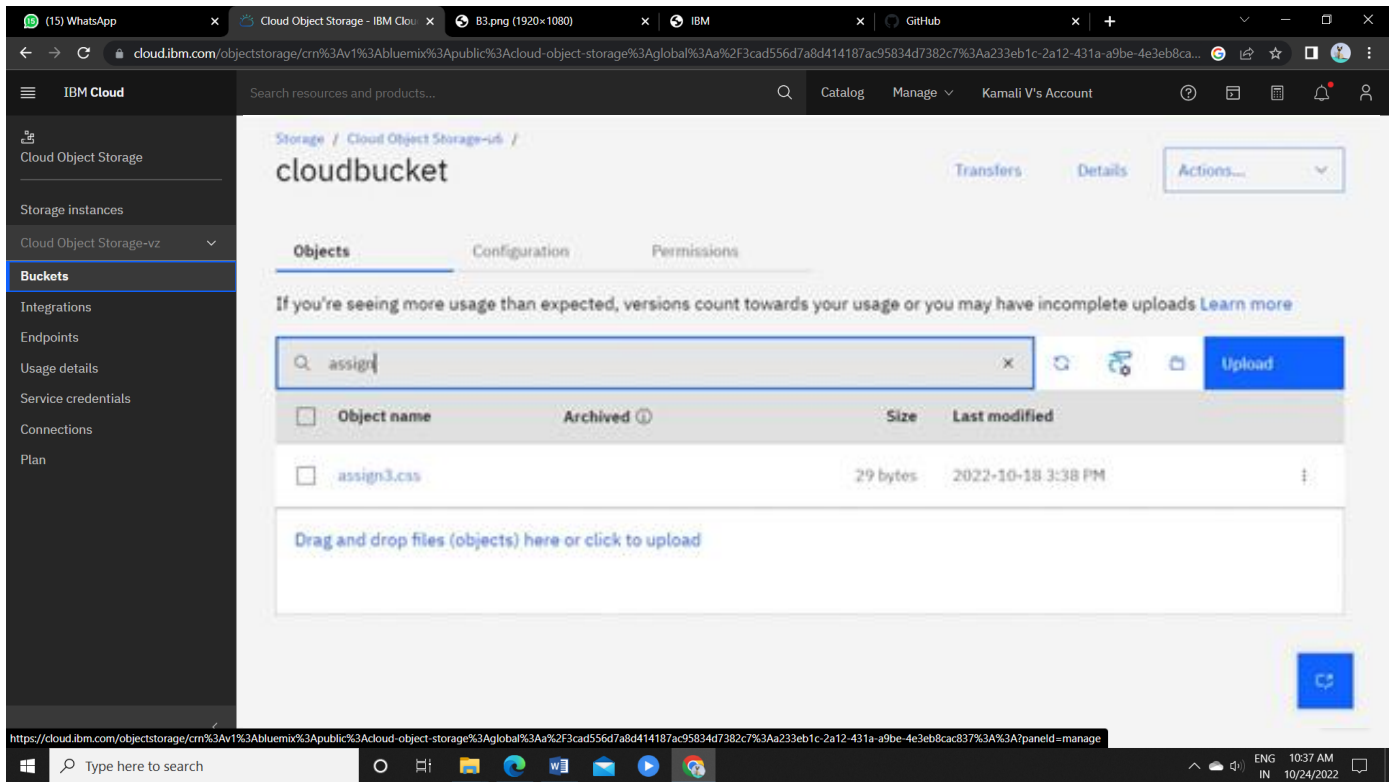 (15) WhatsApp
Cloud Object Storage - IBM Clou
B3.png (1920×1080)
IBM
GitHub
cloud.ibm.com/objectstorage/crn%3Av1%3Abluemix%3Apublic%3Acloud-object-storage%3Aglobal%3Aa%2F3cad556d7a8d414187ac95834d7382c7%3Aa233eb1c-2a12-431a-a9be-4e3eb8ca...
IBM Cloud
Search resources and products...
Catalog
Manage
Kamali V's Account
Cloud Object Storage
Storage instances
Cloud Object Storage-vz
Buckets
Integrations
Endpoints
Usage details
Service credentials
Connections
Plan
Storage / Cloud Object /
cloudbucket
Transfers
Details
Actions...
Objects
Configuration
Permissions
If you're seeing more usage than expected, versions count towards your usage or you may have incomplete uploads Learn more
assign
Upload
Object name
Archived
Size
Last modified
assign3.css
29 bytes
2022-10-18 3:38 PM
Drag and drop files (objects) here or click to upload
https://cloud.ibm.com/objectstorage/crn%3Av1%3Abluemix%3Apublic%3Acloud-object-storage%3Aglobal%3Aa%2F3cad556d7a8d414187ac95834d7382c7%3Aa233eb1c-2a12-431a-a9be-4e3eb8cac837%3A%3A?paneId=manage
Type here to search
ENG
IN
10:37 AM
10/24/2022